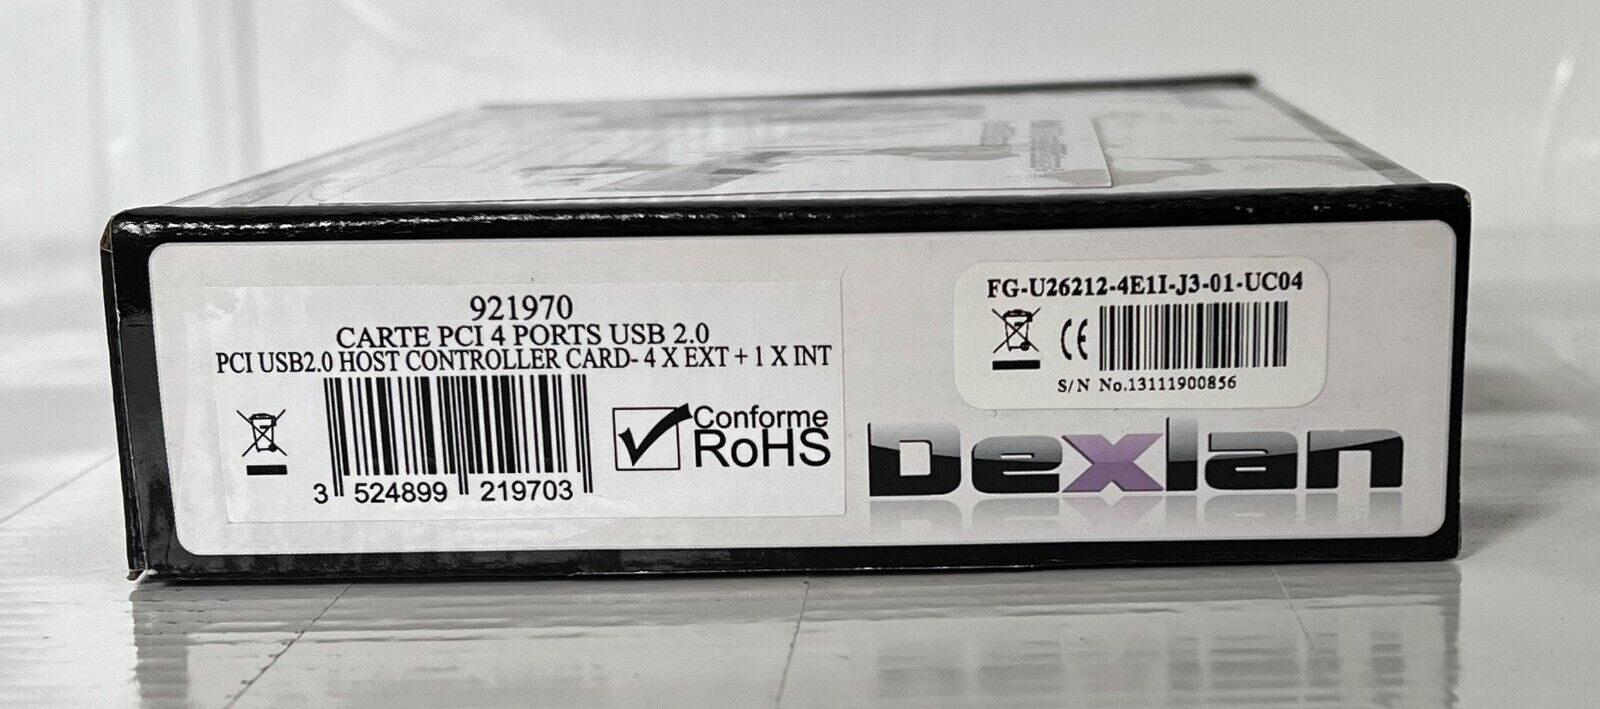 921970
CARTE PCI 4 PORTS USB 2.0
PCI USB2.0 HOST CONTROLLER CARD- 4 X EXT + 1 X INT
Conforme
RoHS
3 524899 219703
FG-U26212-4E1I-J3-01-UC04
CE
S/N No.13111900856
Dexlan